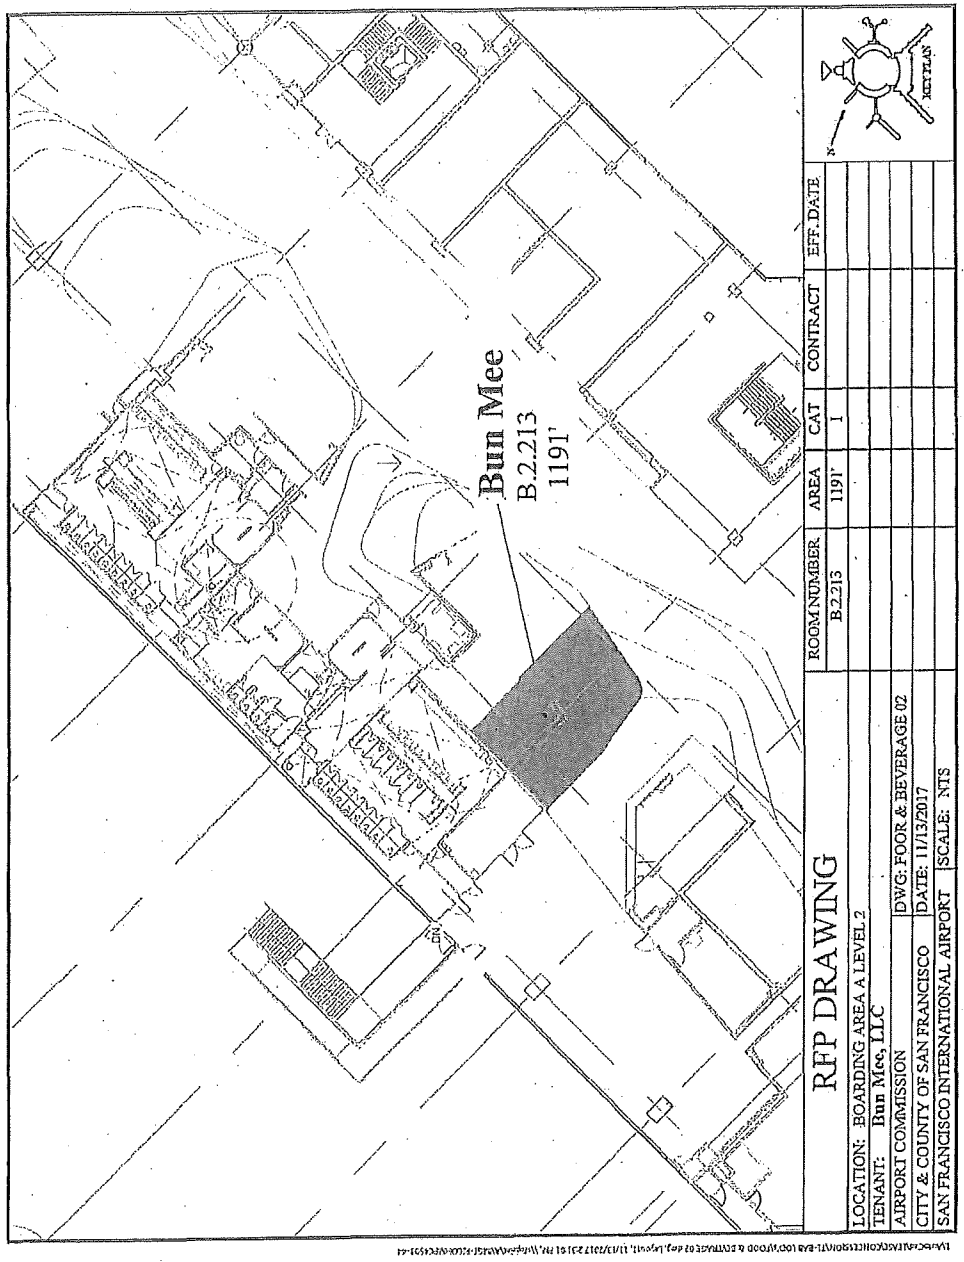 Bun Mee
B.2.213
1191'
RFP DRAWING
LOCATION: BOARDING AREA A LEVEL 2
TENANT: Bun Mee, LLC
AIRPORT COMMISSION
DWG: FOOR & BEVERAGE 02
CITY & COUNTY OF SAN FRANCISCO
DATE: 11/13/2017
SAN FRANCISCO INTERNATIONAL AIRPORT
SCALE: NTS
ROOM NUMBER AREA CAT CONTRACT EFF. DATE
B.2.213 1191' 1
N
KEY PLAN
DN